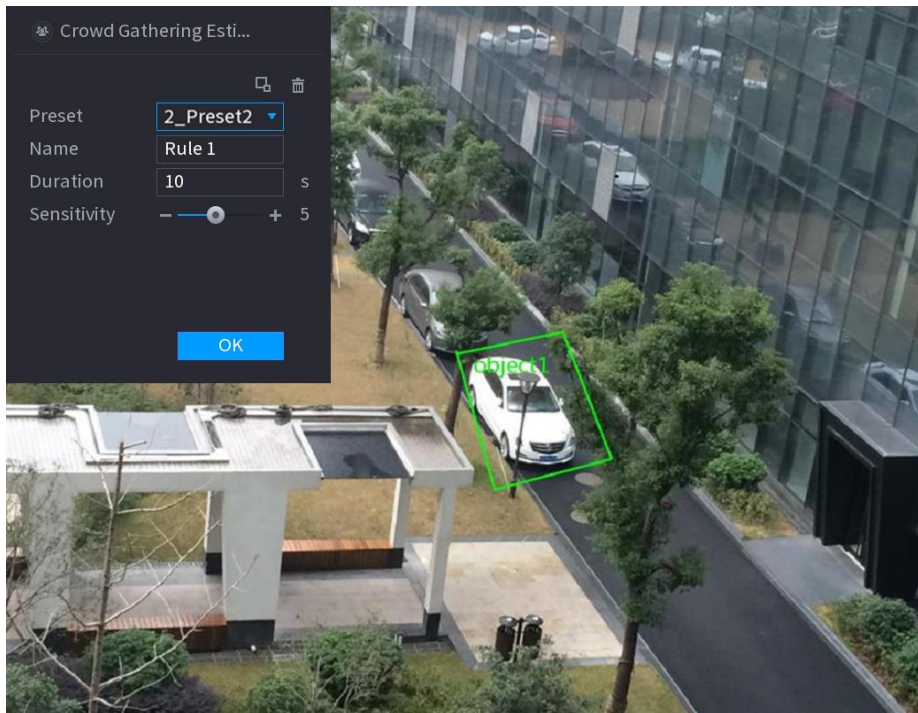 Crowd Gathering Esti...
Preset 2_Preset2
Name Rule 1
Duration 10 s
Sensitivity 5
OK
object1